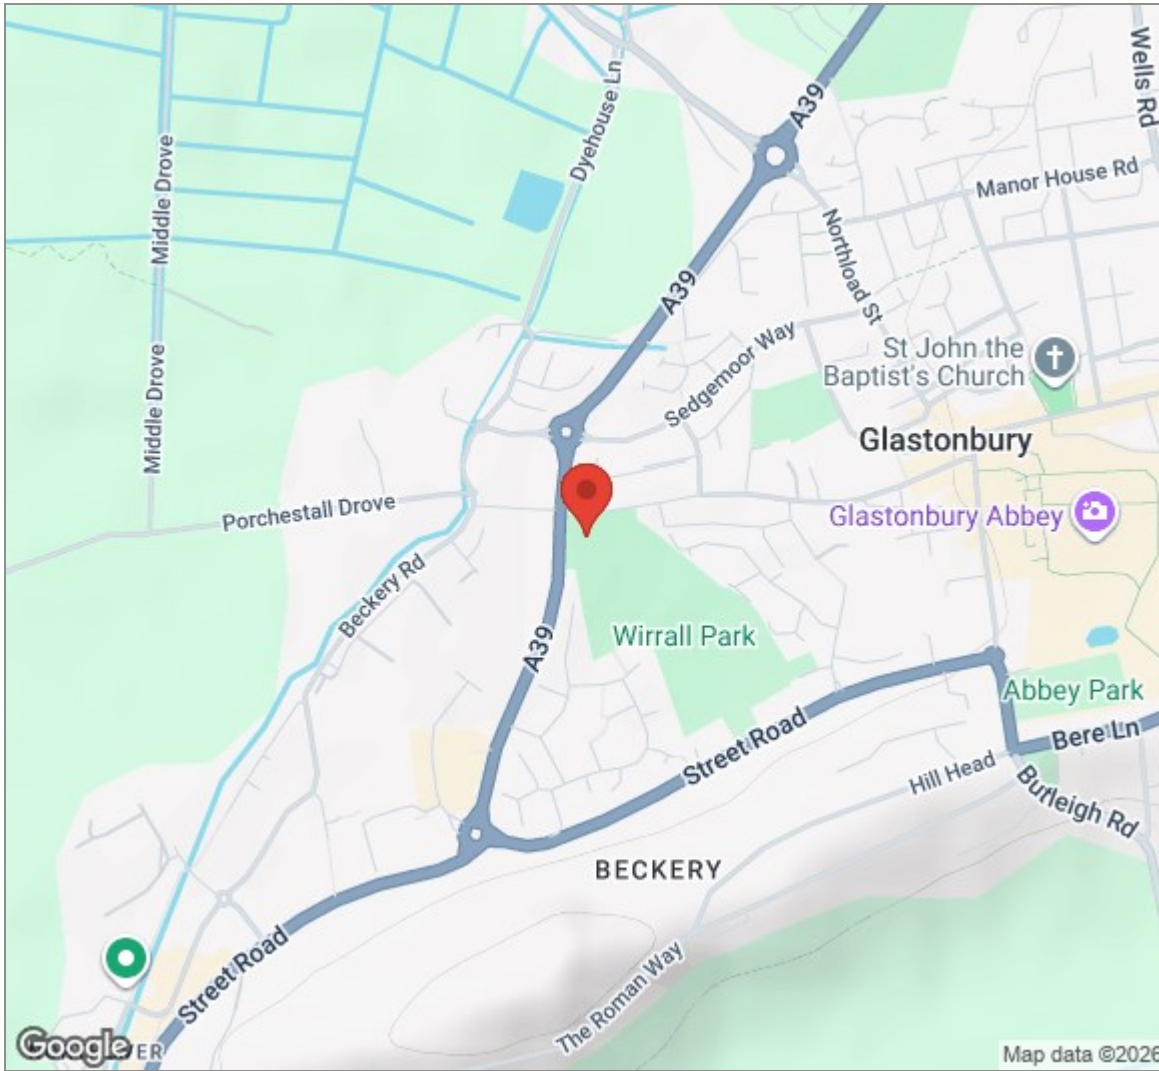 Dyehouse Ln
A39
Wells Rd
Middle Drove
Manor House Rd
Northload St
A39
Sedgemoor Way
St John the
Baptist's Church
Middle Drove
Glastonbury
Porchestall Drove
Glastonbury Abbey
Beckery Rd
Wirrall Park
A39
Abbey Park
Street Road
Bere Ln
Hill Head
Butleigh Rd
BECKERY
Street Road
The Roman Way
Google
Map data ©2026